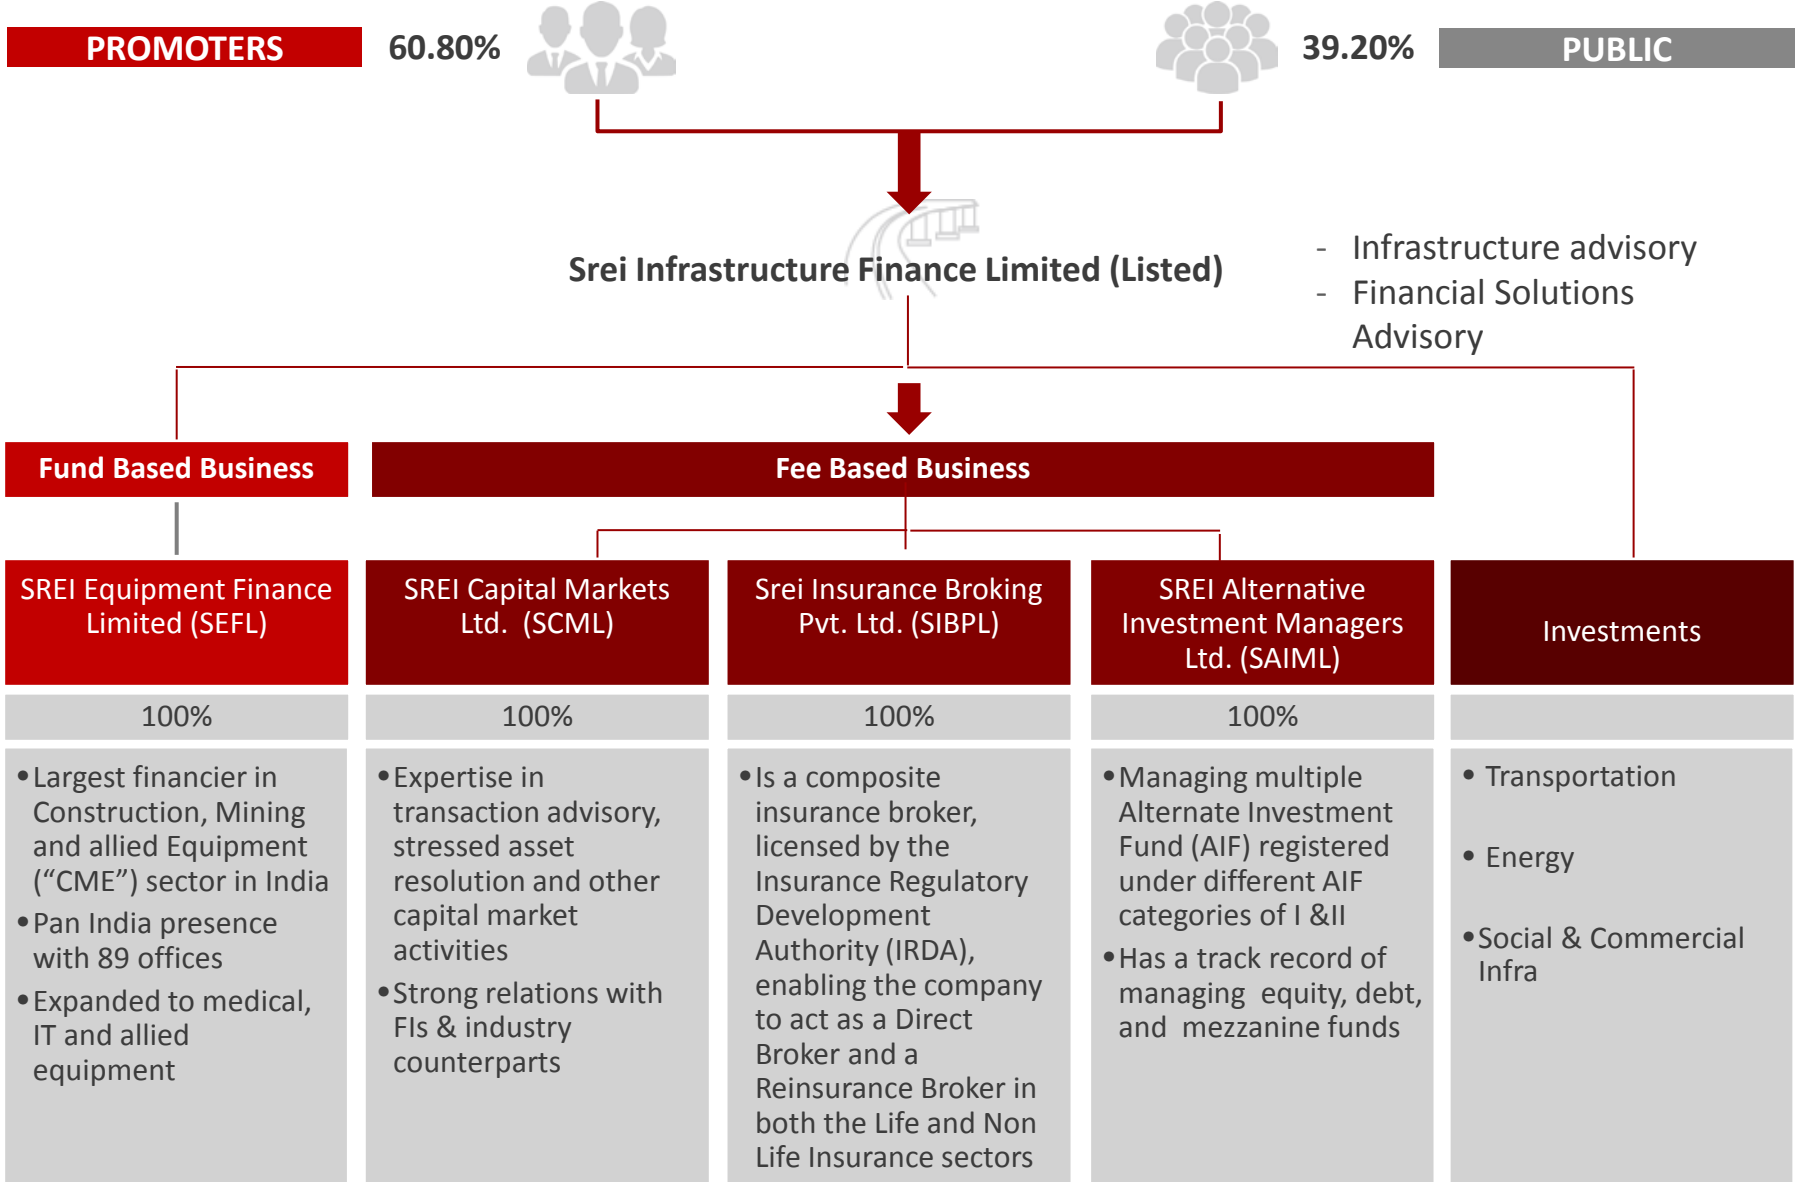 PROMOTERS
60.80%
39.20%
PUBLIC
Srei Infrastructure Finance Limited (Listed)
- Infrastructure advisory
- Financial Solutions
Advisory
Fund Based Business
Fee Based Business
SREI Equipment Finance
Limited (SEFL)
SREI Capital Markets
Ltd. (SCML)
Srei Insurance Broking
Pvt. Ltd. (SIBPL)
SREI Alternative
Investment Managers
Ltd. (SAIML)
Investments
100%
100%
100%
100%
•Largest financier in
Construction, Mining
and allied Equipment
(“CME”) sector in India
•Pan India presence
with 89 offices
•Expanded to medical,
IT and allied
equipment
•Expertise in
transaction advisory,
stressed asset
resolution and other
capital market
activities
•Strong relations with
FIs & industry
counterparts
•Is a composite
insurance broker,
licensed by the
Insurance Regulatory
Development
Authority (IRDA),
enabling the company
to act as a Direct
Broker and a
Reinsurance Broker in
both the Life and Non
Life Insurance sectors
•Managing multiple
Alternate Investment
Fund (AIF) registered
under different AIF
categories of I &II
•Has a track record of
managing equity, debt,
and mezzanine funds
• Transportation
• Energy
•Social & Commercial
Infra